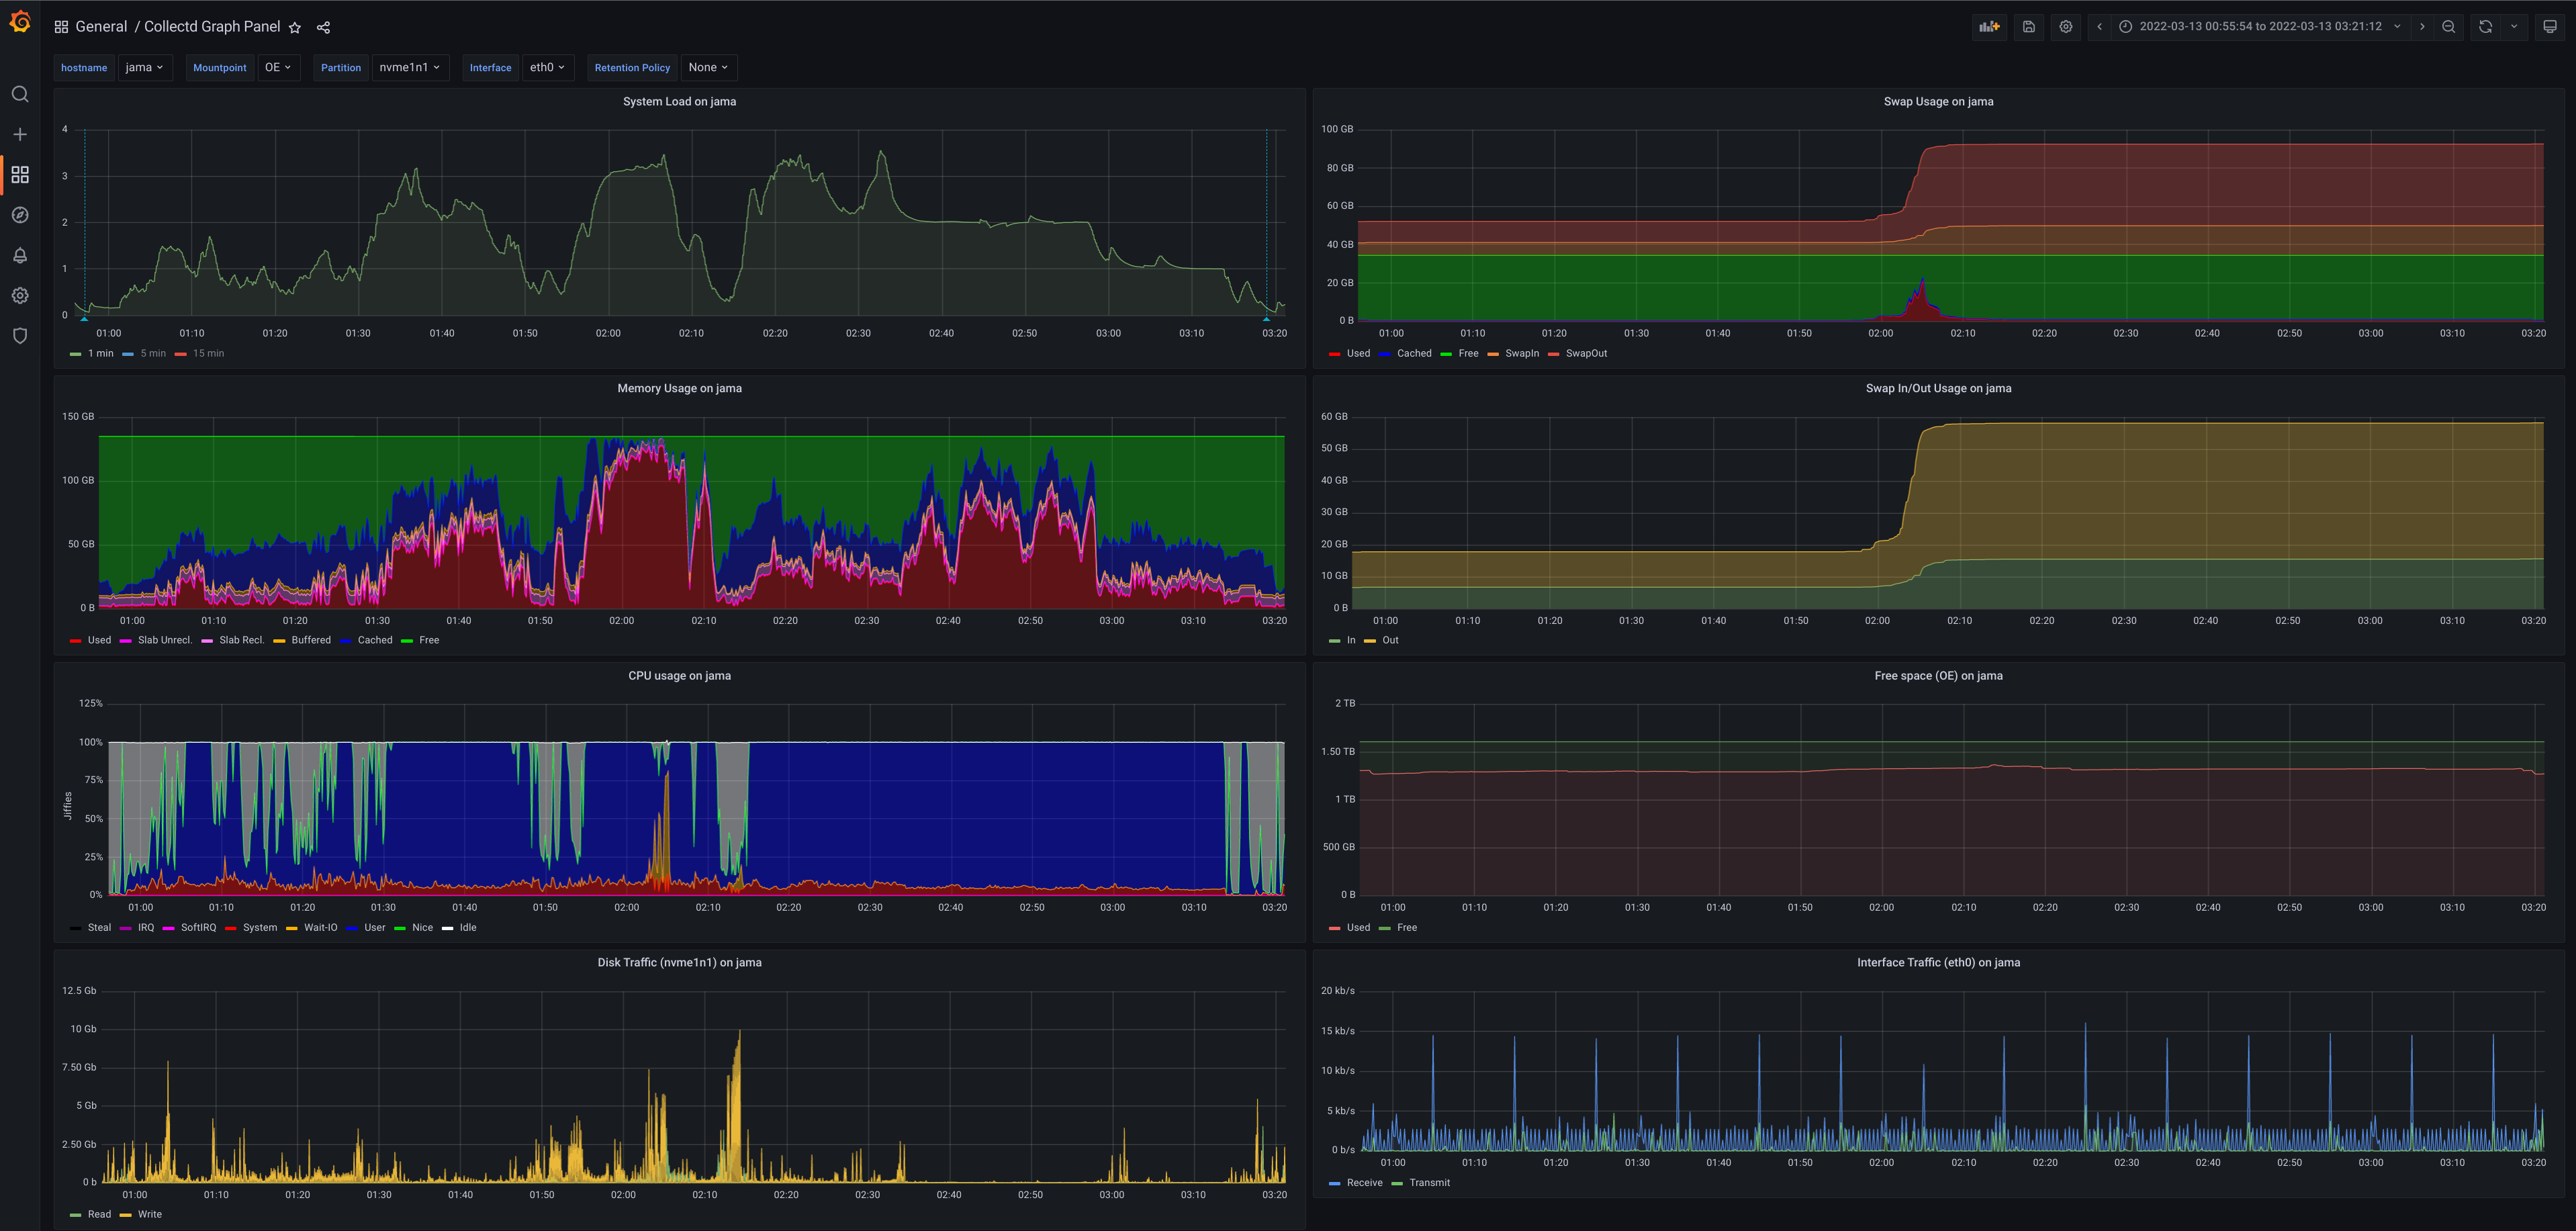 General / Collectd Graph Panel
2022-03-13 00:55:54 to 2022-03-13 03:21:12
hostname jama Mountpoint OE Partition nvme1n1 Interface eth0 Retention Policy None
System Load on jama
4
3
2
1
0
01:00 01:10 01:20 01:30 01:40 01:50 02:00 02:10 02:20 02:30 02:40 02:50 03:00 03:10 03:20
1 min 5 min 15 min
Swap Usage on jama
100 GB
80 GB
60 GB
40 GB
20 GB
0 B
01:00 01:10 01:20 01:30 01:40 01:50 02:00 02:10 02:20 02:30 02:40 02:50 03:00 03:10 03:20
Used Cached Free SwapIn SwapOut
Memory Usage on jama
150 GB
100 GB
50 GB
0 B
01:00 01:10 01:20 01:30 01:40 01:50 02:00 02:10 02:20 02:30 02:40 02:50 03:00 03:10 03:20
Used Slab Unrecl. Slab Recl. Buffered Cached Free
Swap In/Out Usage on jama
60 GB
50 GB
40 GB
30 GB
20 GB
10 GB
0 B
01:00 01:10 01:20 01:30 01:40 01:50 02:00 02:10 02:20 02:30 02:40 02:50 03:00 03:10 03:20
In Out
CPU usage on jama
Jiffies
125%
100%
75%
50%
25%
0%
01:00 01:10 01:20 01:30 01:40 01:50 02:00 02:10 02:20 02:30 02:40 02:50 03:00 03:10 03:20
Steal IRQ SoftIRQ System Wait-IO User Nice Idle
Free space (OE) on jama
2 TB
1.50 TB
1 TB
500 GB
0 B
01:00 01:10 01:20 01:30 01:40 01:50 02:00 02:10 02:20 02:30 02:40 02:50 03:00 03:10 03:20
Used Free
Disk Traffic (nvme1n1) on jama
12.5 Gb
10 Gb
7.50 Gb
5 Gb
2.50 Gb
0 b
01:00 01:10 01:20 01:30 01:40 01:50 02:00 02:10 02:20 02:30 02:40 02:50 03:00 03:10 03:20
Read Write
Interface Traffic (eth0) on jama
20 kb/s
15 kb/s
10 kb/s
5 kb/s
0 b/s
01:00 01:10 01:20 01:30 01:40 01:50 02:00 02:10 02:20 02:30 02:40 02:50 03:00 03:10 03:20
Receive Transmit